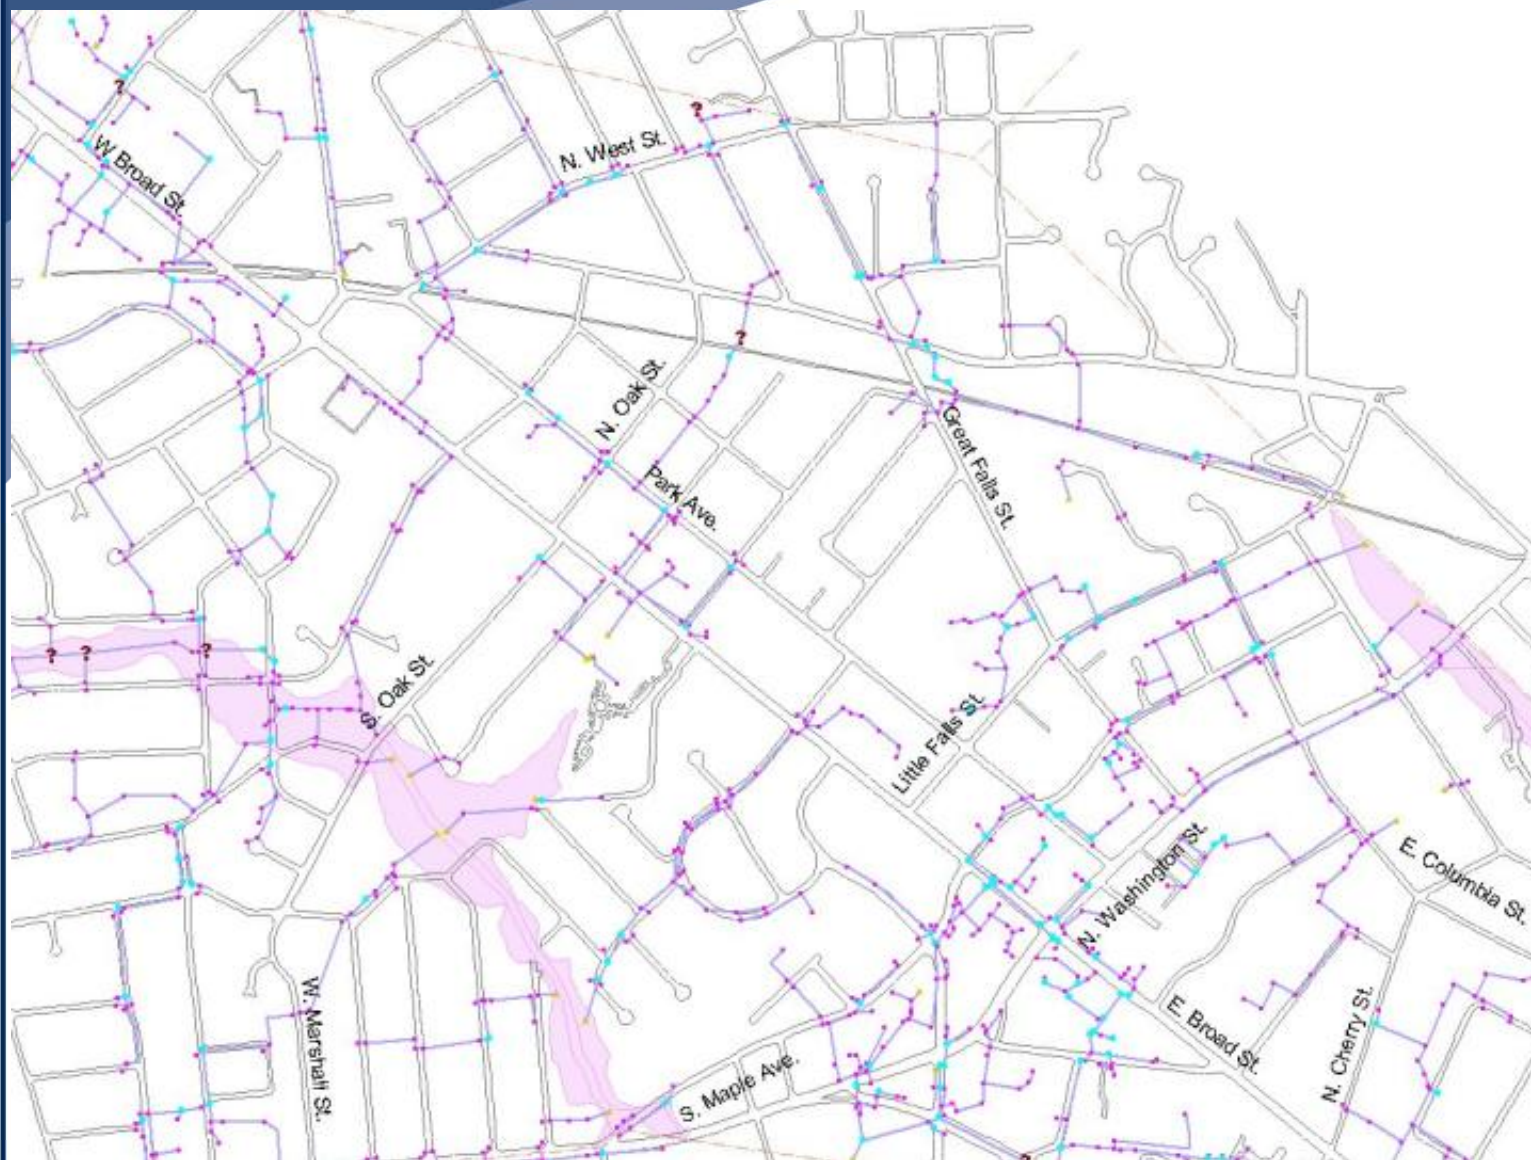 ?
?
N. West St.
W Broad St.
?
N. Oak St.
Park Ave.
Great Falls St.
?
?
?
S. Oak St.
Little Falls St.
N. Washington St.
E. Columbia St.
W. Marshall St.
E. Broad St.
N. Cherry St.
S. Maple Ave.
?